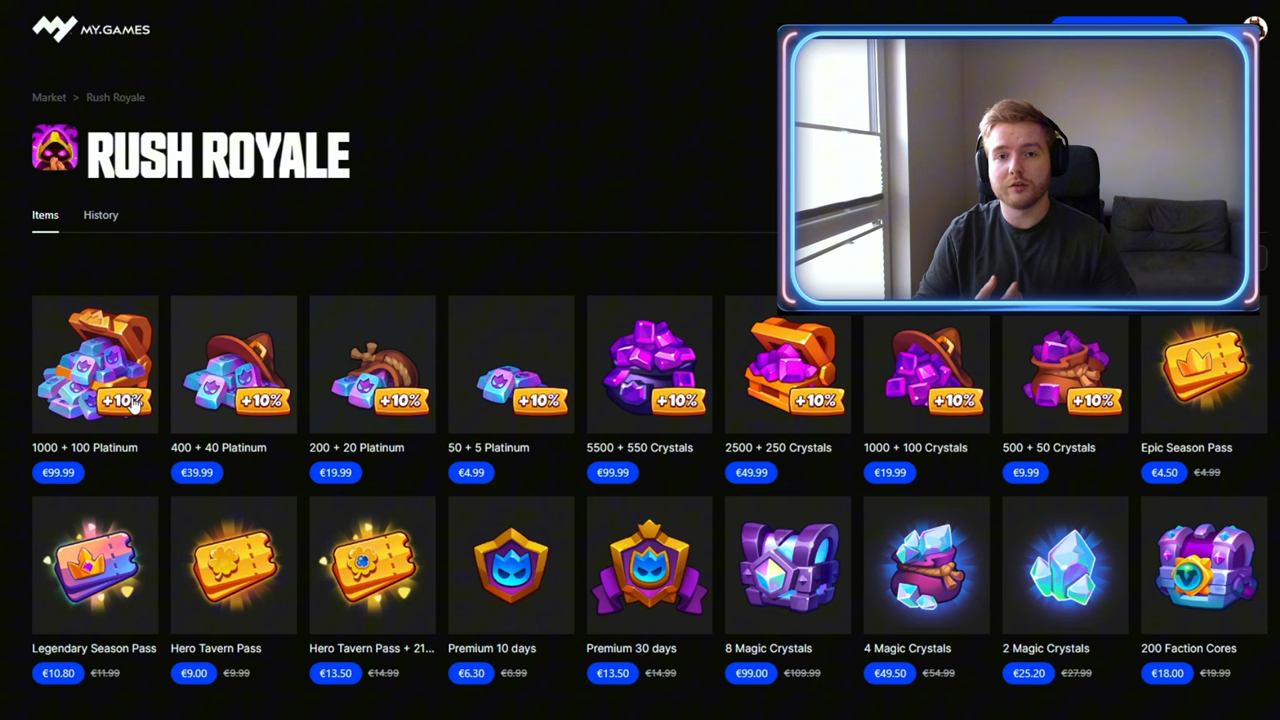 MY.GAMES
Market > Rush Royale
RUSH ROYALE
Items History
+10% +10% +10% +10% +10% +10% +10% +10%
1000 + 100 Platinum 400 + 40 Platinum 200 + 20 Platinum 50 + 5 Platinum 5500 + 550 Crystals 2500 + 250 Crystals 1000 + 100 Crystals 500 + 50 Crystals Epic Season Pass
€99.99 €39.99 €19.99 €4.99 €99.99 €49.99 €19.99 €9.99 €4.50 €4.99
Legendary Season Pass Hero Tavern Pass Hero Tavern Pass + 21... Premium 10 days Premium 30 days 8 Magic Crystals 4 Magic Crystals 2 Magic Crystals 200 Faction Cores
€10.80 €11.99 €9.00 €9.99 €13.50 €14.99 €6.30 €6.99 €13.50 €14.99 €99.00 €109.99 €49.50 €54.99 €25.20 €27.99 €18.00 €19.99